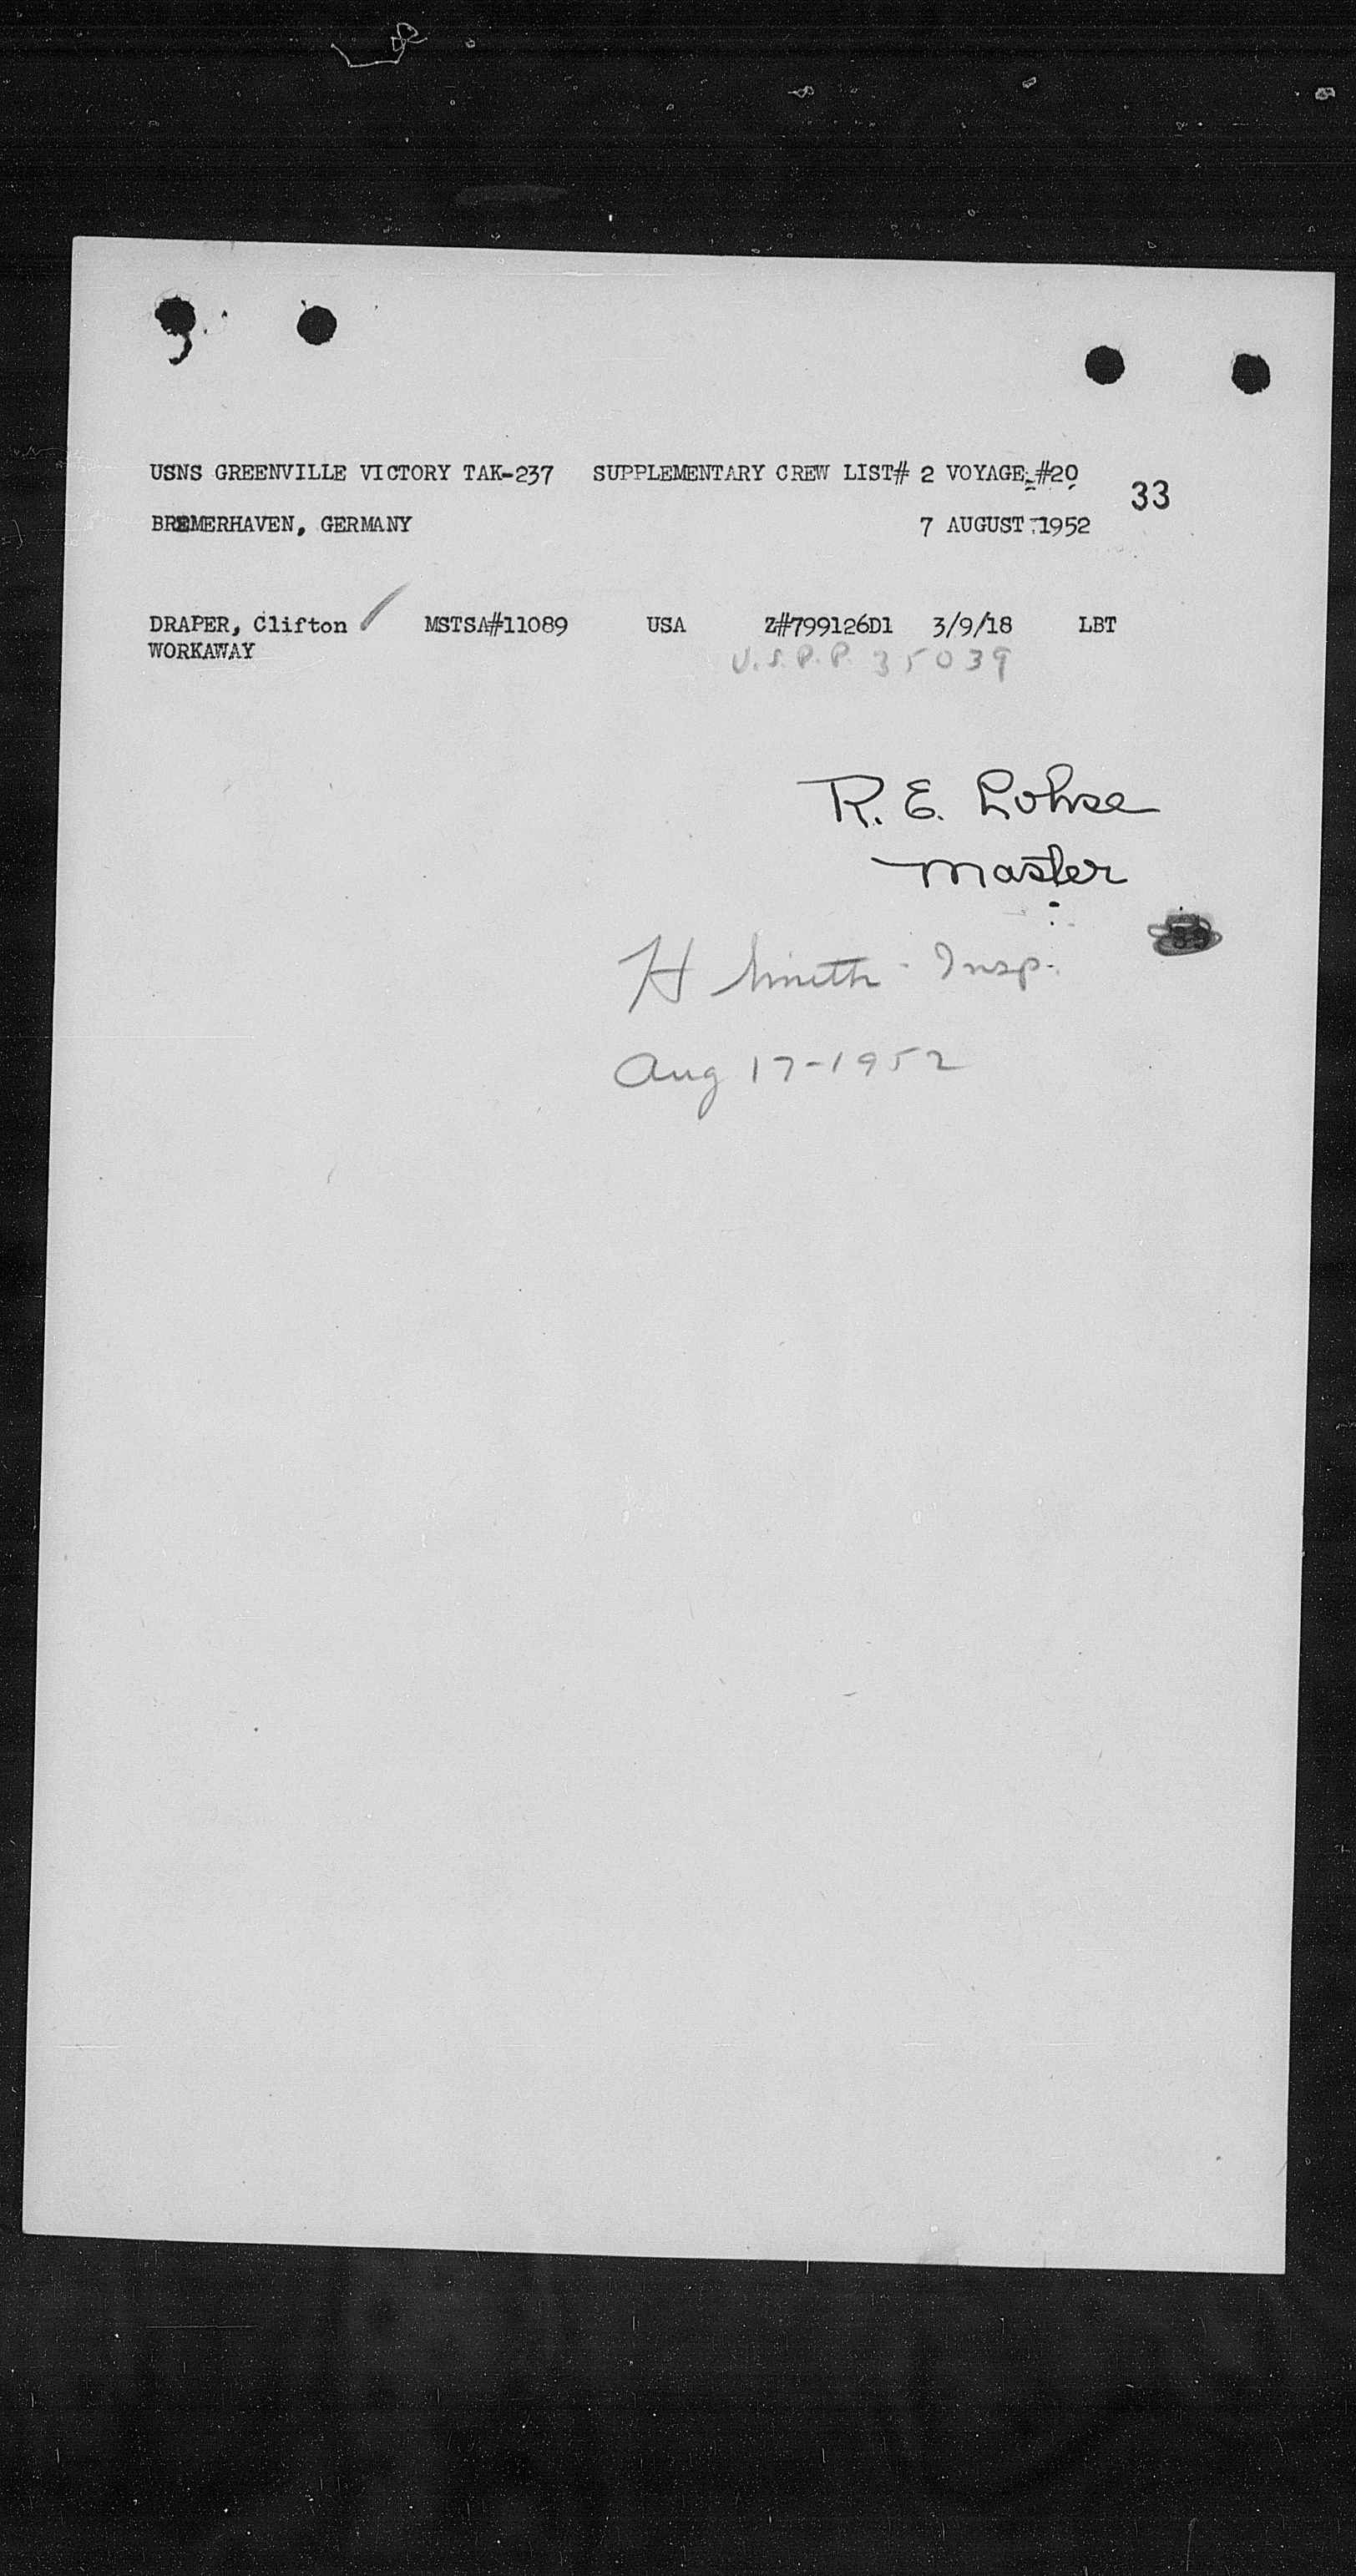 USNS GREENVILLE VICTORY TAK-237 SUPPLEMENTARY CREW LIST# 2 VOYAGE #20
33
BREMERHAVEN, GERMANY 7 AUGUST 1952
DRAPER, Clifton MSTSA#11089 USA Z#799126D1 3/9/18 LBT
WORKAWAY
U.S.P.P. 35039
R. E. Lohse
Master
H Smith - Insp.
Aug 17-1952